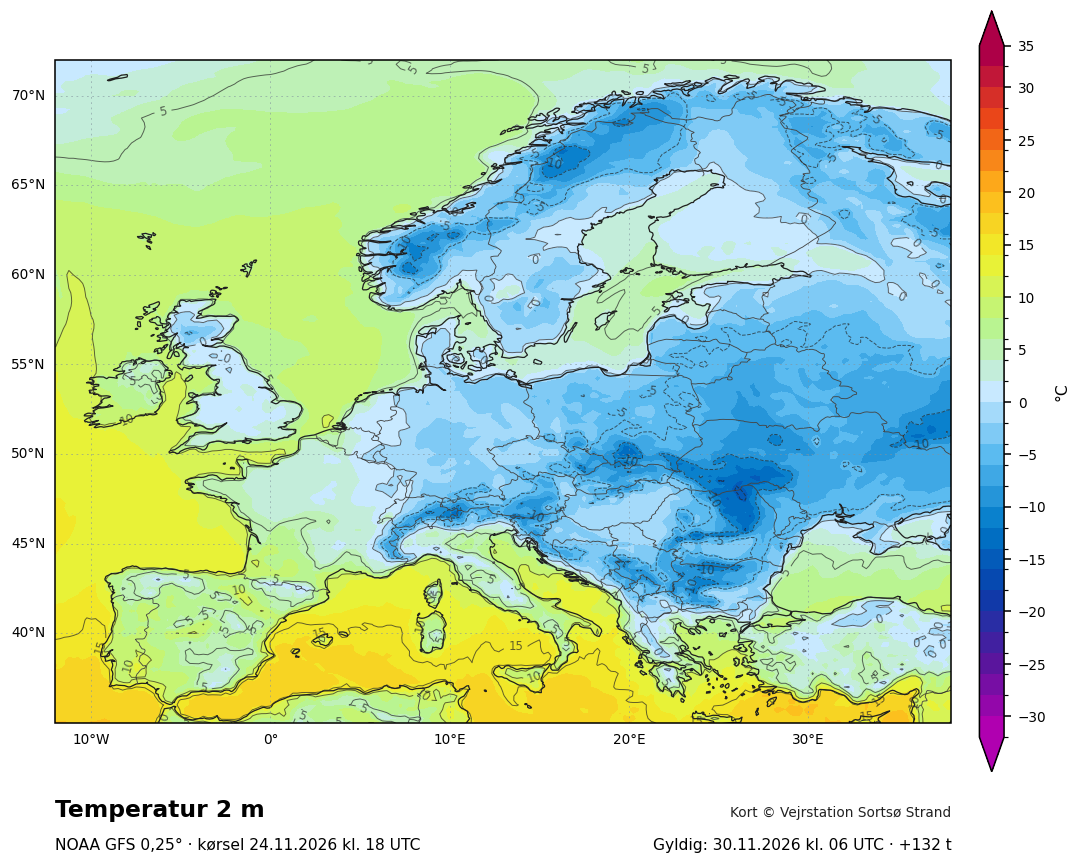 70°N
65°N
60°N
55°N
50°N
45°N
40°N
10°W
0°
10°E
20°E
30°E
35
30
25
20
15
10
5
0
−5
−10
−15
−20
−25
−30
°C
Temperatur 2 m
Kort © Vejrstation Sortsø Strand
NOAA GFS 0,25° · kørsel 24.11.2026 kl. 18 UTC
Gyldig: 30.11.2026 kl. 06 UTC · +132 t